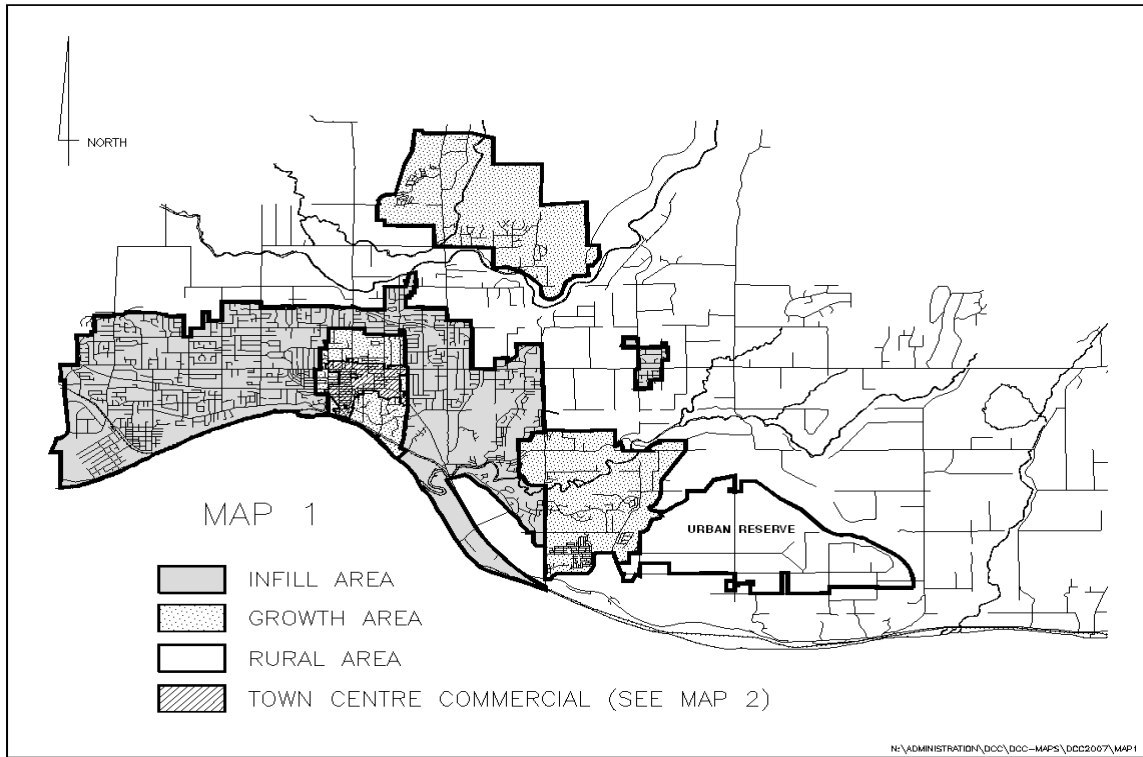 NORTH
URBAN RESERVE
MAP 1
INFILL AREA
GROWTH AREA
RURAL AREA
TOWN CENTRE COMMERCIAL (SEE MAP 2)
N:\ADMINISTRATION\DCC\DCC-MAPS\DCC2007\MAP1